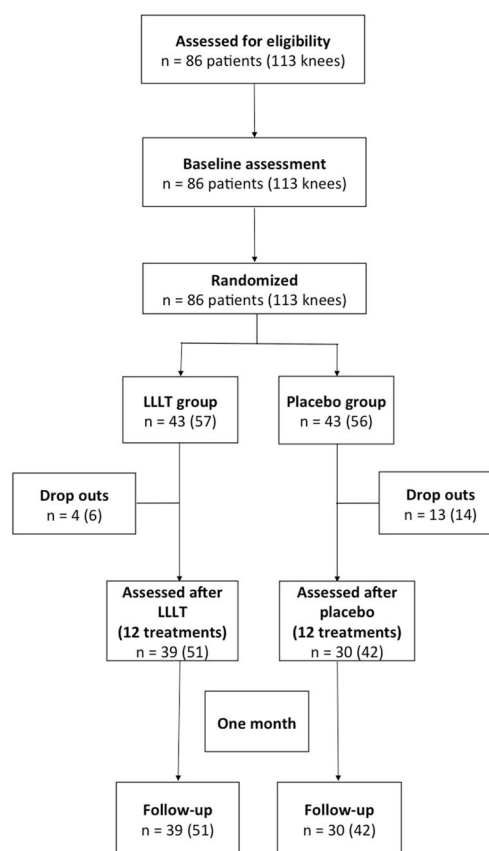 Assessed for eligibility
n = 86 patients (113 knees)
Baseline assessment
n = 86 patients (113 knees)
Randomized
n = 86 patients (113 knees)
LLLT group
n = 43 (57)
Placebo group
n = 43 (56)
Drop outs
n = 4 (6)
Drop outs
n = 13 (14)
Assessed after
LLLT
(12 treatments)
n = 39 (51)
Assessed after
placebo
(12 treatments)
n = 30 (42)
One month
Follow-up
n = 39 (51)
Follow-up
n = 30 (42)